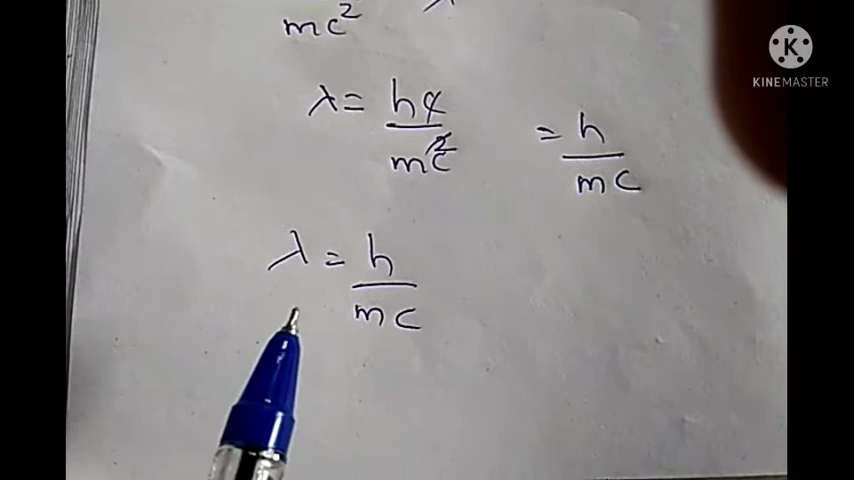 mc² λ
λ = hc/mc² = h/mc
λ = h/mc
K
KINEMASTER